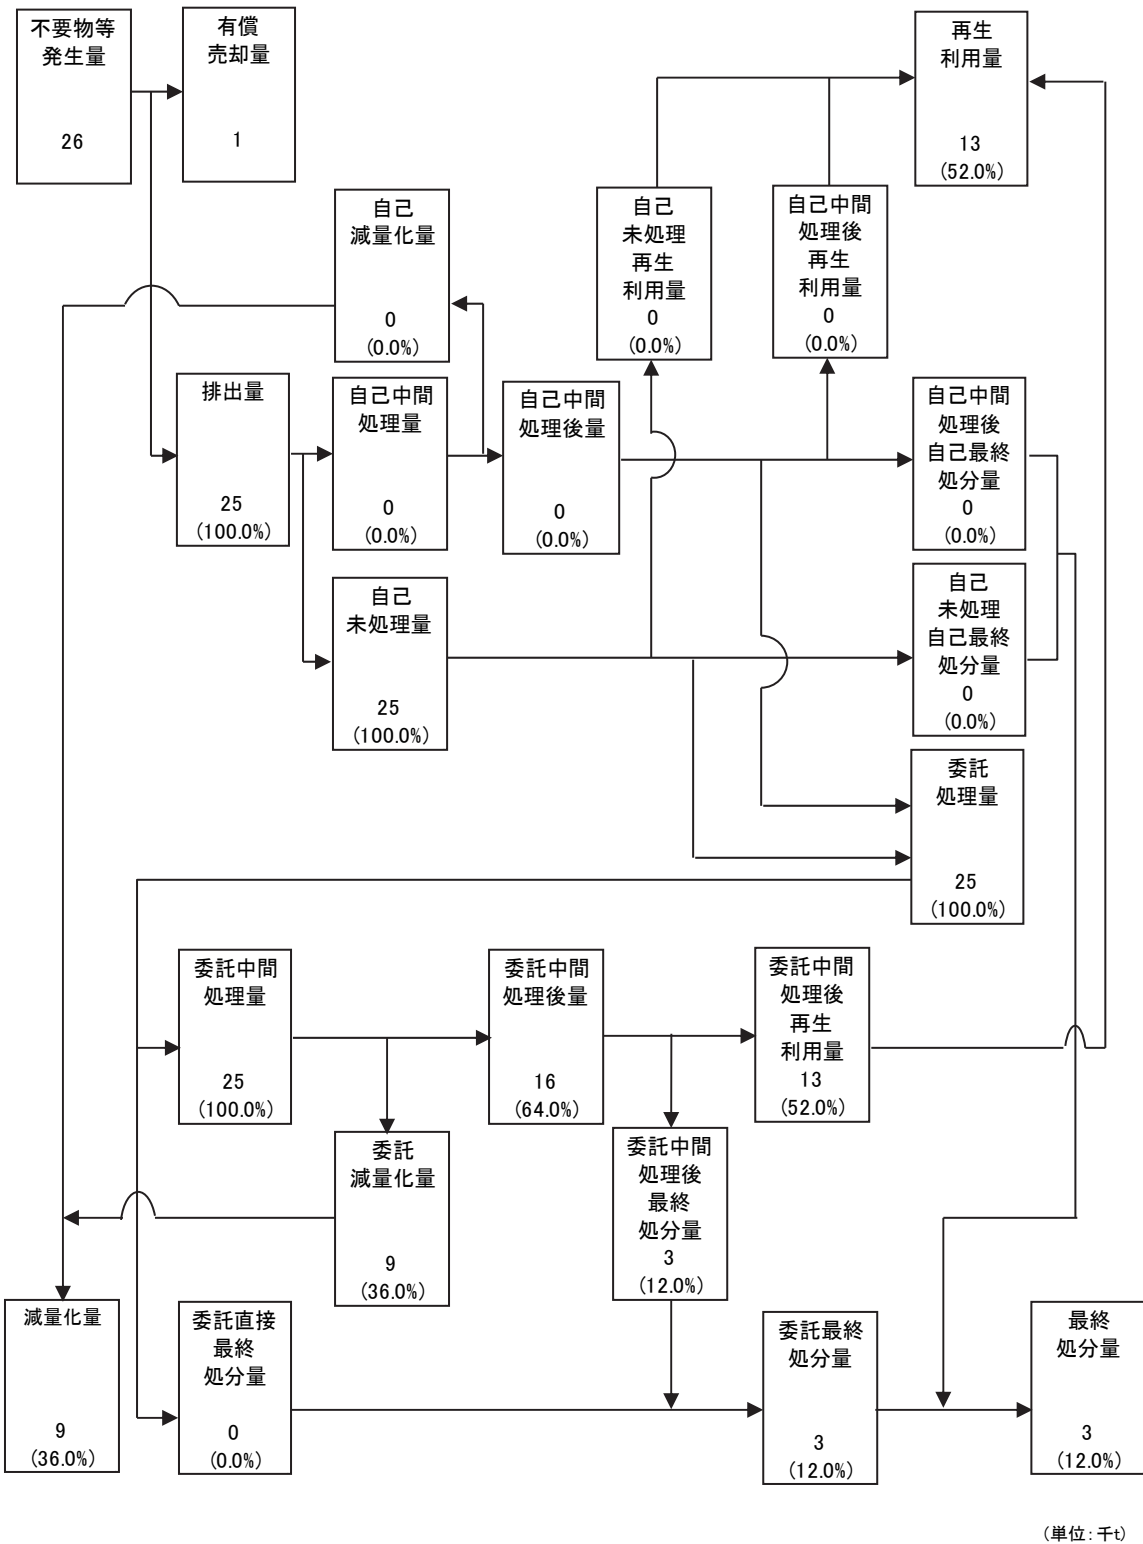 不要物等
発生量
26
有償
売却量
1
再生
利用量
13
(52.0%)
自己
減量化量
0
(0.0%)
自己
未処理
再生
利用量
0
(0.0%)
自己中間
処理後
再生
利用量
0
(0.0%)
排出量
25
(100.0%)
自己中間
処理量
0
(0.0%)
自己中間
処理後量
0
(0.0%)
自己中間
処理後
自己最終
処分量
0
(0.0%)
自己
未処理量
25
(100.0%)
自己
未処理
自己最終
処分量
0
(0.0%)
委託
処理量
25
(100.0%)
委託中間
処理量
25
(100.0%)
委託中間
処理後量
16
(64.0%)
委託中間
処理後
再生
利用量
13
(52.0%)
委託
減量化量
9
(36.0%)
委託中間
処理後
最終
処分量
3
(12.0%)
減量化量
9
(36.0%)
委託直接
最終
処分量
0
(0.0%)
委託最終
処分量
3
(12.0%)
最終
処分量
3
(12.0%)
(単位:千t)